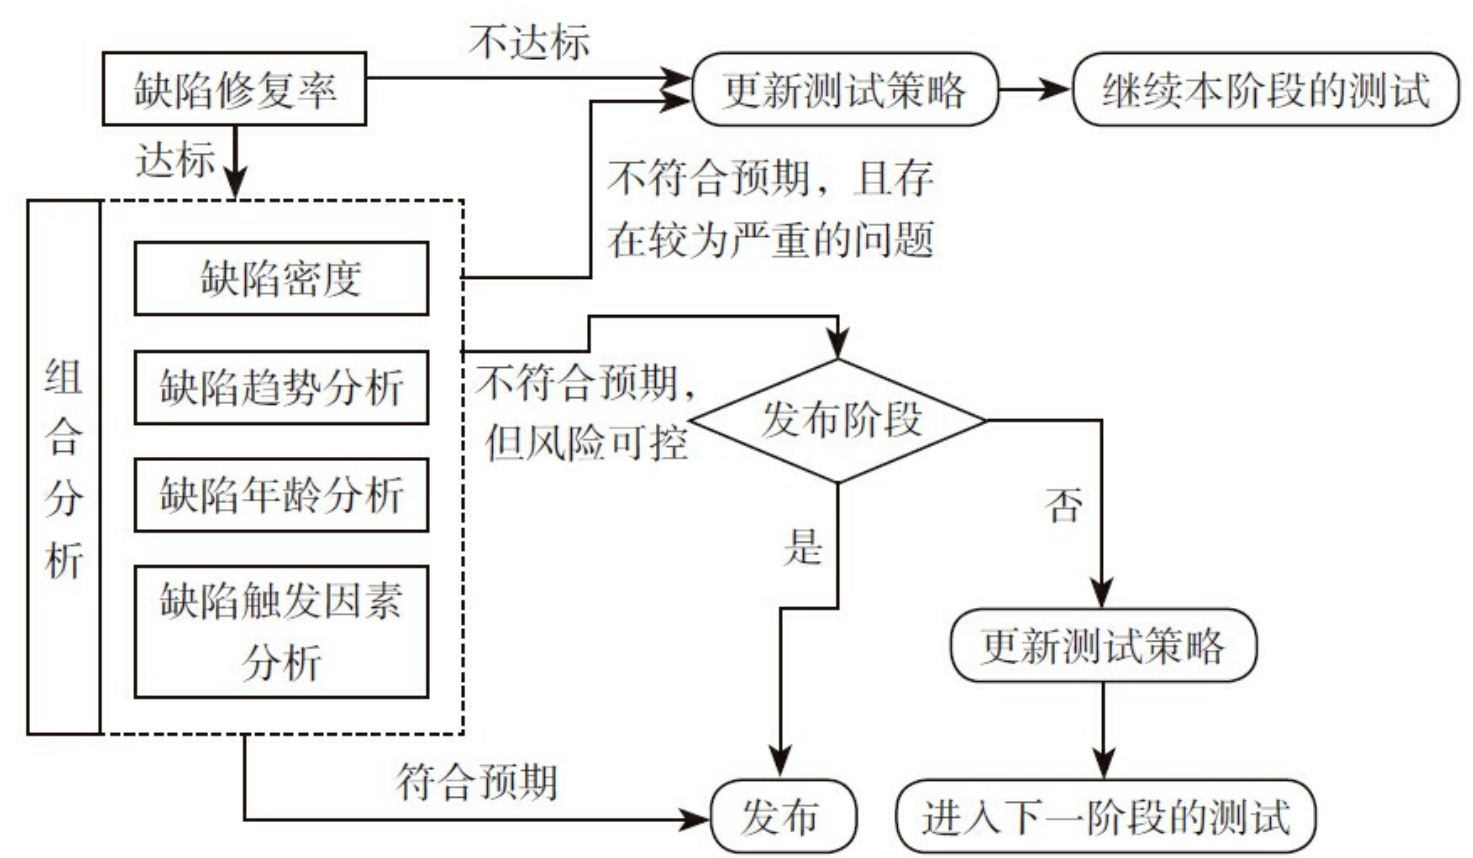 不达标
缺陷修复率
更新测试策略
继续本阶段的测试
达标
不符合预期，且存
在较为严重的问题
缺陷密度
组合分析
缺陷趋势分析
不符合预期，
但风险可控
发布阶段
缺陷年龄分析
否
是
缺陷触发因素
分析
更新测试策略
符合预期
发布
进入下一阶段的测试